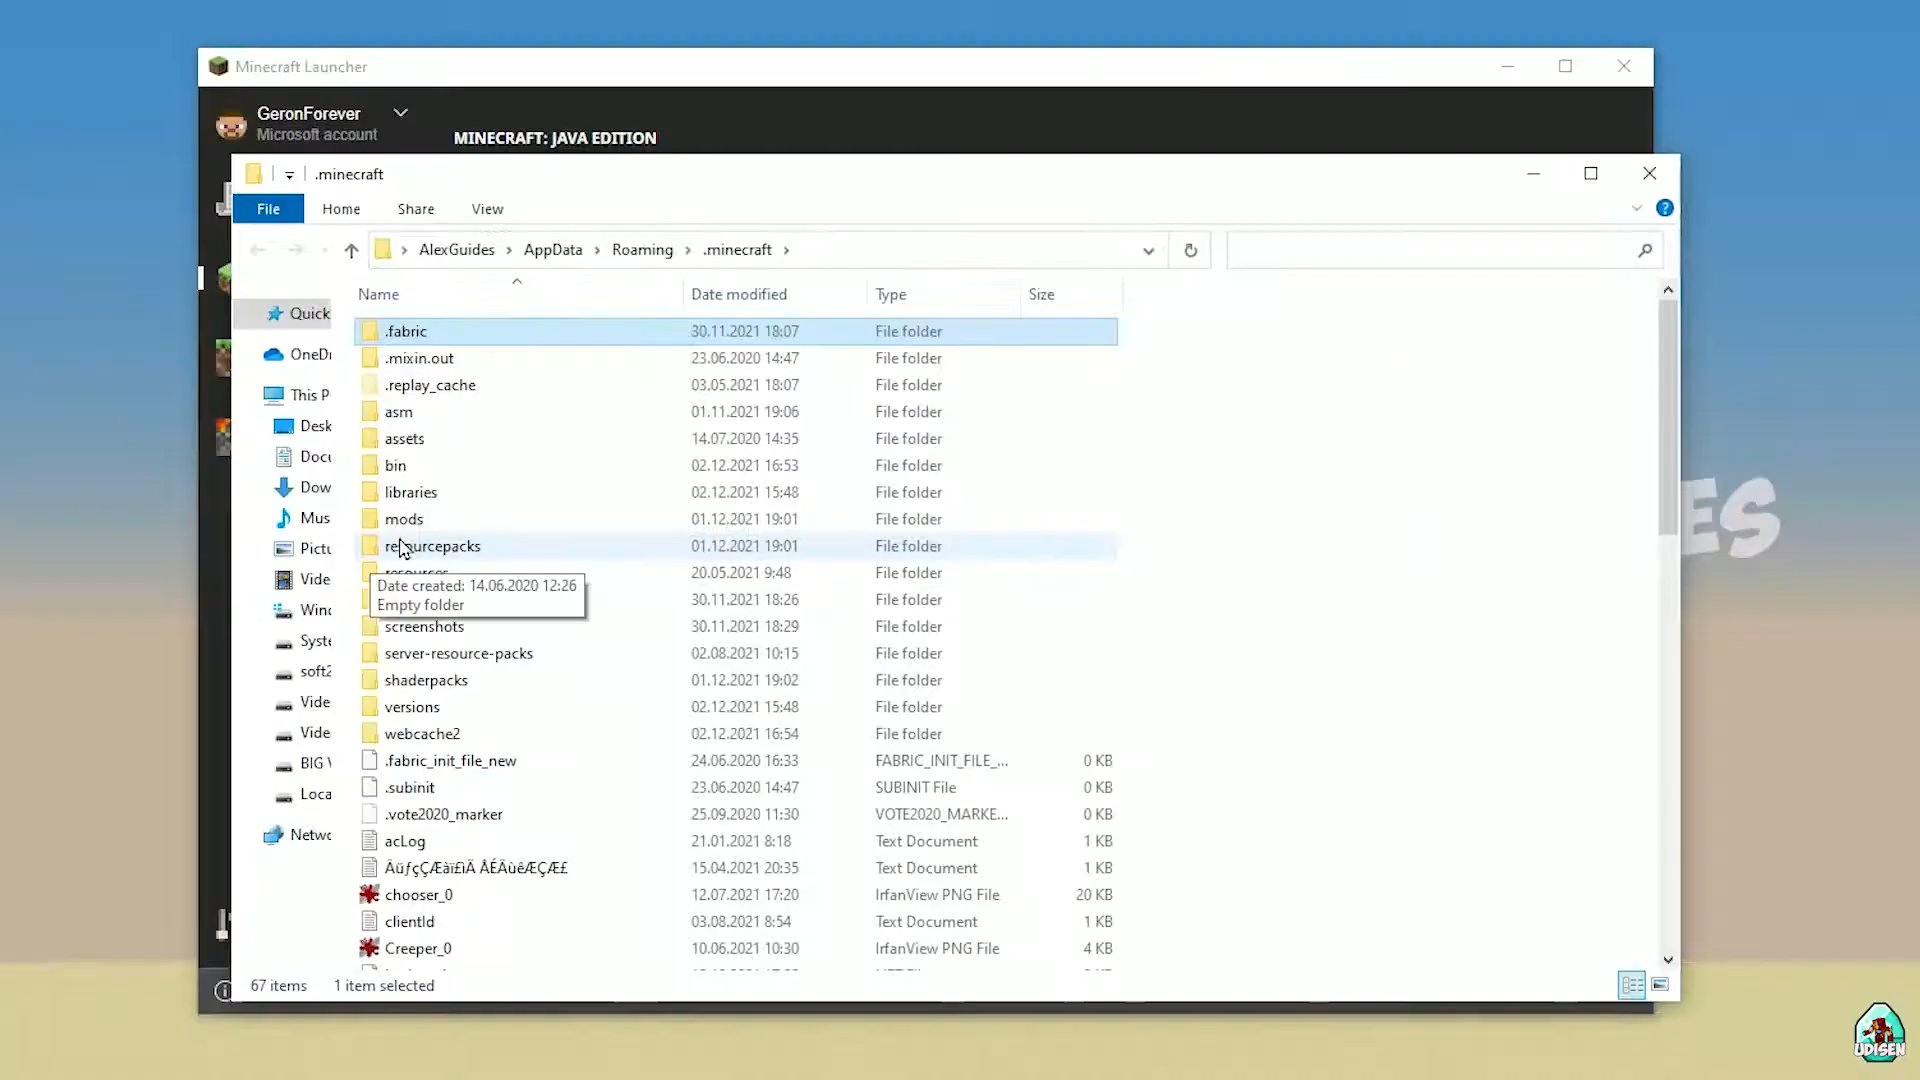 Minecraft Launcher
GeronForever
Microsoft account
MINECRAFT: JAVA EDITION
.minecraft
File Home Share View
AlexGuides > AppData > Roaming > .minecraft >
Name Date modified Type Size
Quick
OneDr
This P
Desk
Docu
Dow
Mus
Pictu
Vide
Wind
Syste
soft2
Vide
Vide
BIG V
Loca
Netwo
.fabric 30.11.2021 18:07 File folder
.mixin.out 23.06.2020 14:47 File folder
.replay_cache 03.05.2021 18:07 File folder
asm 01.11.2021 19:06 File folder
assets 14.07.2020 14:35 File folder
bin 02.12.2021 16:53 File folder
libraries 02.12.2021 15:48 File folder
mods 01.12.2021 19:01 File folder
resourcepacks 01.12.2021 19:01 File folder
resources 20.05.2021 9:48 File folder
Date created: 14.06.2020 12:26
Empty folder
30.11.2021 18:26 File folder
screenshots 30.11.2021 18:29 File folder
server-resource-packs 02.08.2021 10:15 File folder
shaderpacks 01.12.2021 19:02 File folder
versions 02.12.2021 15:48 File folder
webcache2 02.12.2021 16:54 File folder
.fabric_init_file_new 24.06.2020 16:33 FABRIC_INIT_FILE_... 0 KB
.subinit 23.06.2020 14:47 SUBINIT File 0 KB
.vote2020_marker 25.09.2020 11:30 VOTE2020_MARKE... 0 KB
acLog 21.01.2021 8:18 Text Document 1 KB
15.04.2021 20:35 Text Document 1 KB
chooser_0 12.07.2021 17:20 IrfanView PNG File 20 KB
clientId 03.08.2021 8:54 Text Document 1 KB
Creeper_0 10.06.2021 10:30 IrfanView PNG File 4 KB
67 items 1 item selected
ES
UDISEN